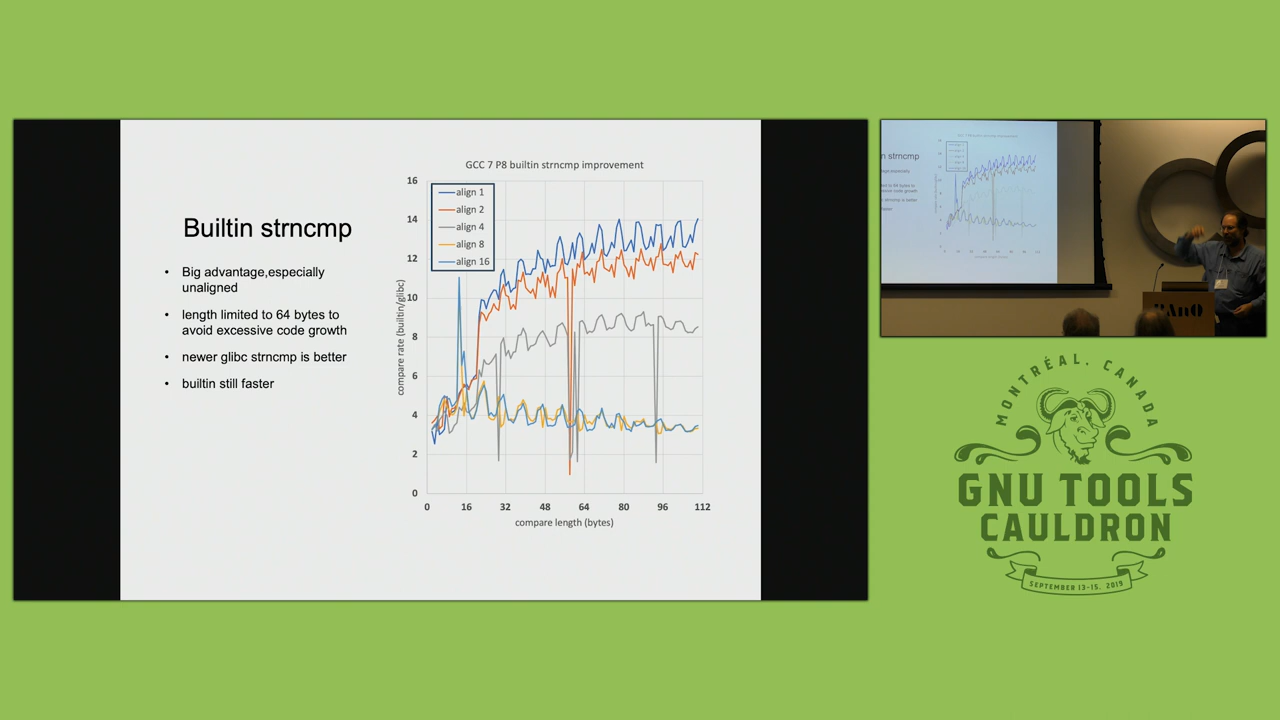 Builtin strncmp
• Big advantage,especially
unaligned
• length limited to 64 bytes to
avoid excessive code growth
• newer glibc strncmp is better
• builtin still faster
GCC 7 P8 builtin strncmp improvement
align 1
align 2
align 4
align 8
align 16
compare rate (builtin/glibc)
16
14
12
10
8
6
4
2
0
0 16 32 48 64 80 96 112
compare length (bytes)
n strncmp
MONTRÉAL, CANADA
GNU TOOLS
CAULDRON
SEPTEMBER 13-15, 2019